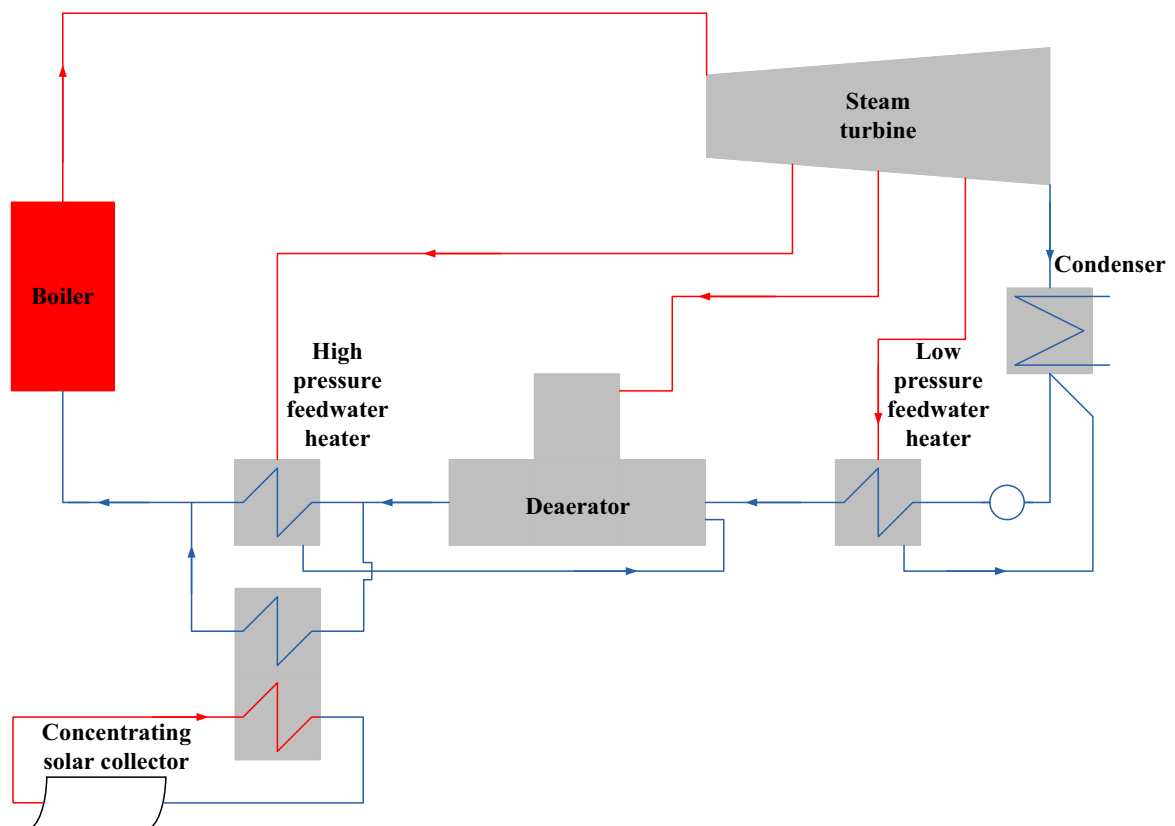 Steam
turbine
Condenser
Boiler
High
pressure
feedwater
heater
Low
pressure
feedwater
heater
Deaerator
Concentrating
solar collector